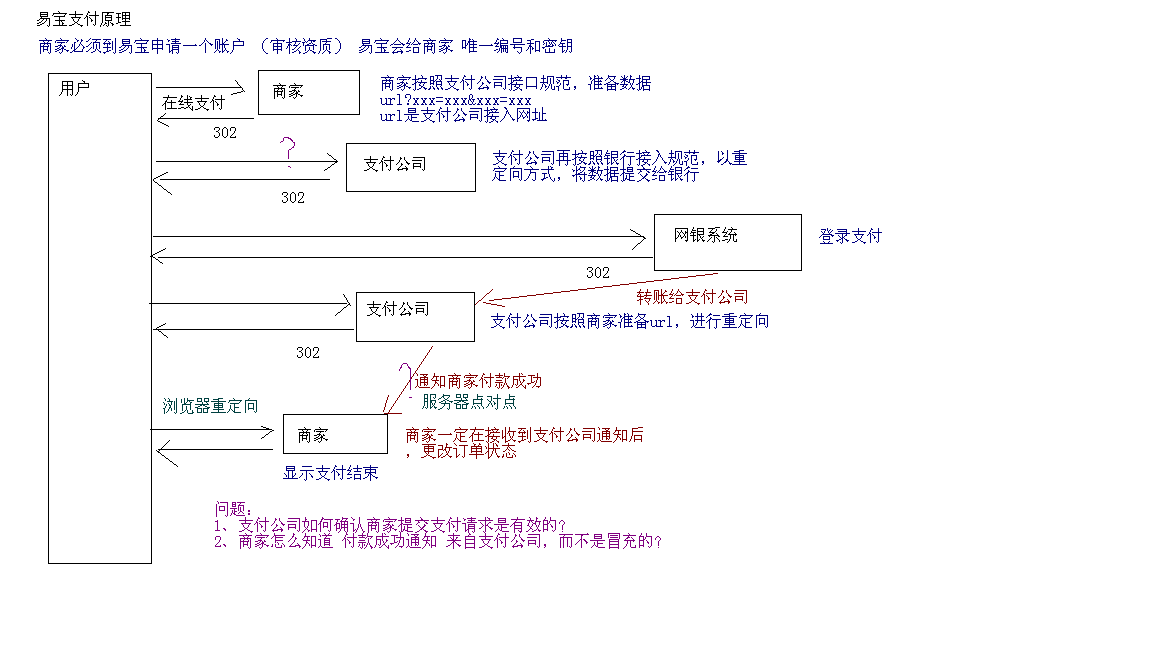 易宝支付原理
商家必须到易宝申请一个账户 （审核资质） 易宝会给商家 唯一编号和密钥
用户
在线支付
商家
商家按照支付公司接口规范，准备数据
url?xxx=xxx&xxx=xxx
url是支付公司接入网址
302
?
支付公司
支付公司再按照银行接入规范，以重
定向方式，将数据提交给银行
302
网银系统
登录支付
302
转账给支付公司
支付公司
支付公司按照商家准备url，进行重定向
302
?
通知商家付款成功
服务器点对点
浏览器重定向
商家
商家一定在接收到支付公司通知后
，更改订单状态
显示支付结束
问题：
1、支付公司如何确认商家提交支付请求是有效的?
2、商家怎么知道 付款成功通知 来自支付公司，而不是冒充的?